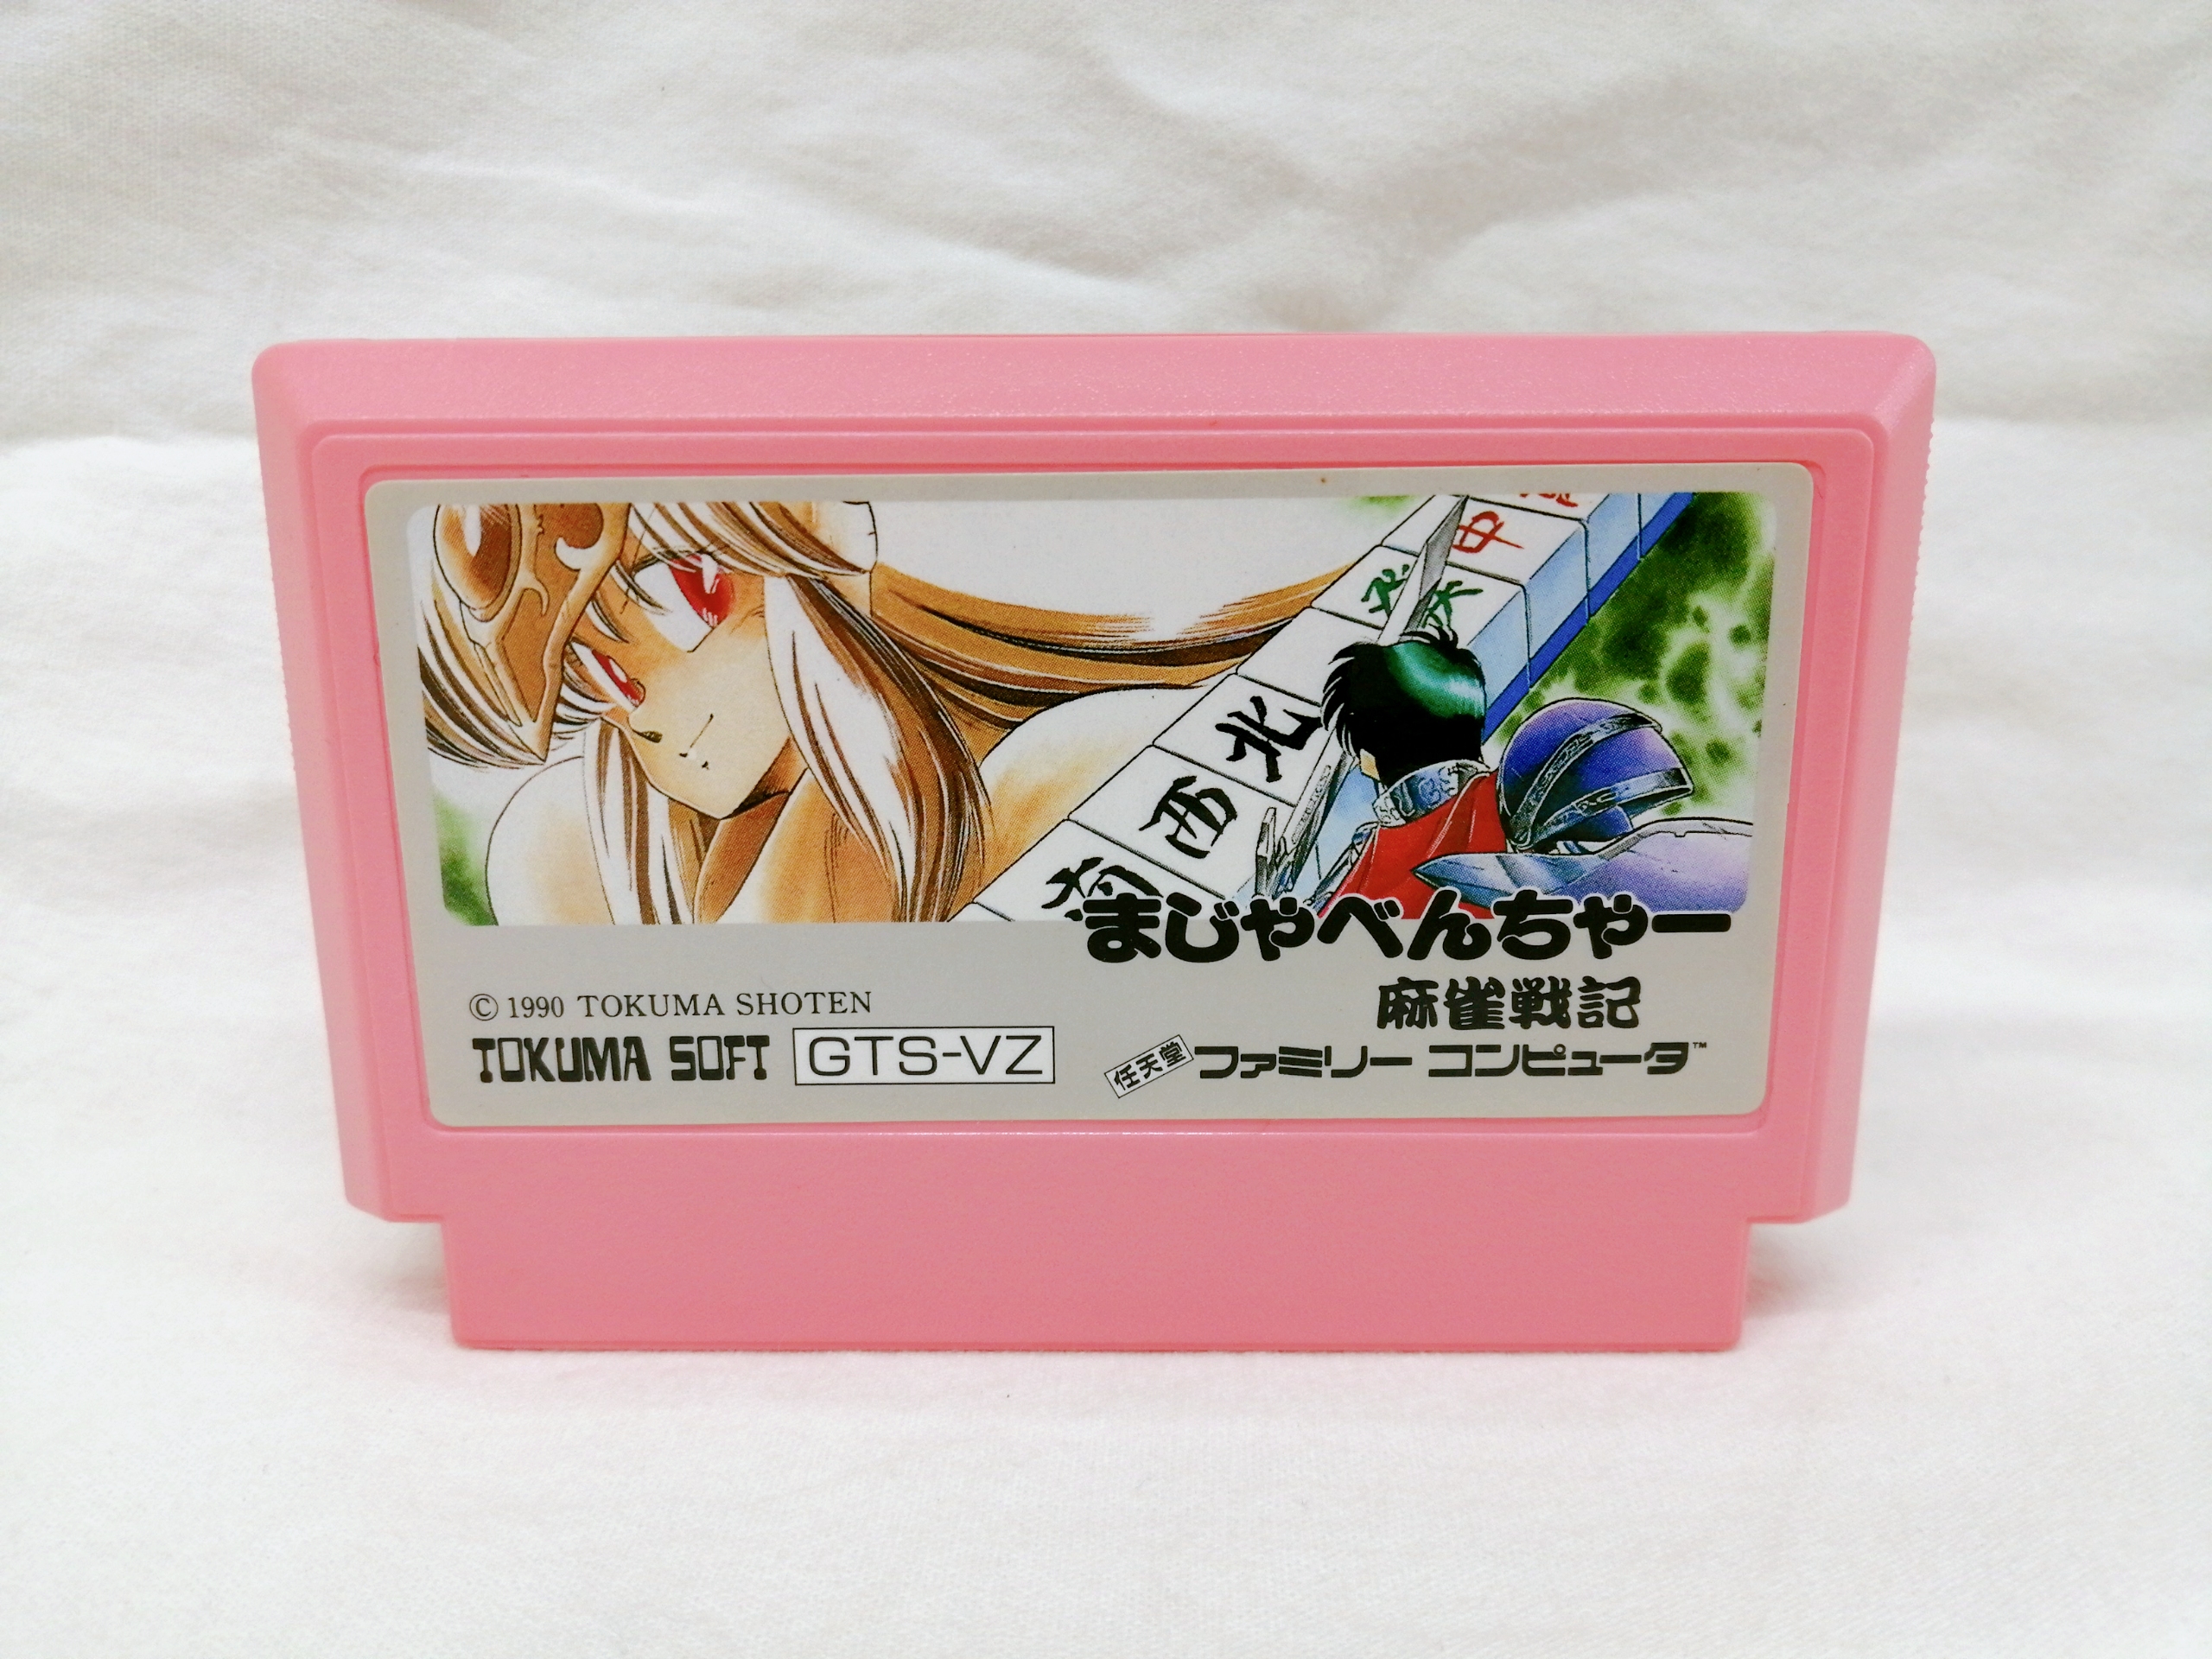 中
發
北
西
南
まじゃべんちゃー
麻雀戦記
© 1990 TOKUMA SHOTEN
TOKUMA SOFT GTS-VZ
任天堂 ファミリー コンピュータ™